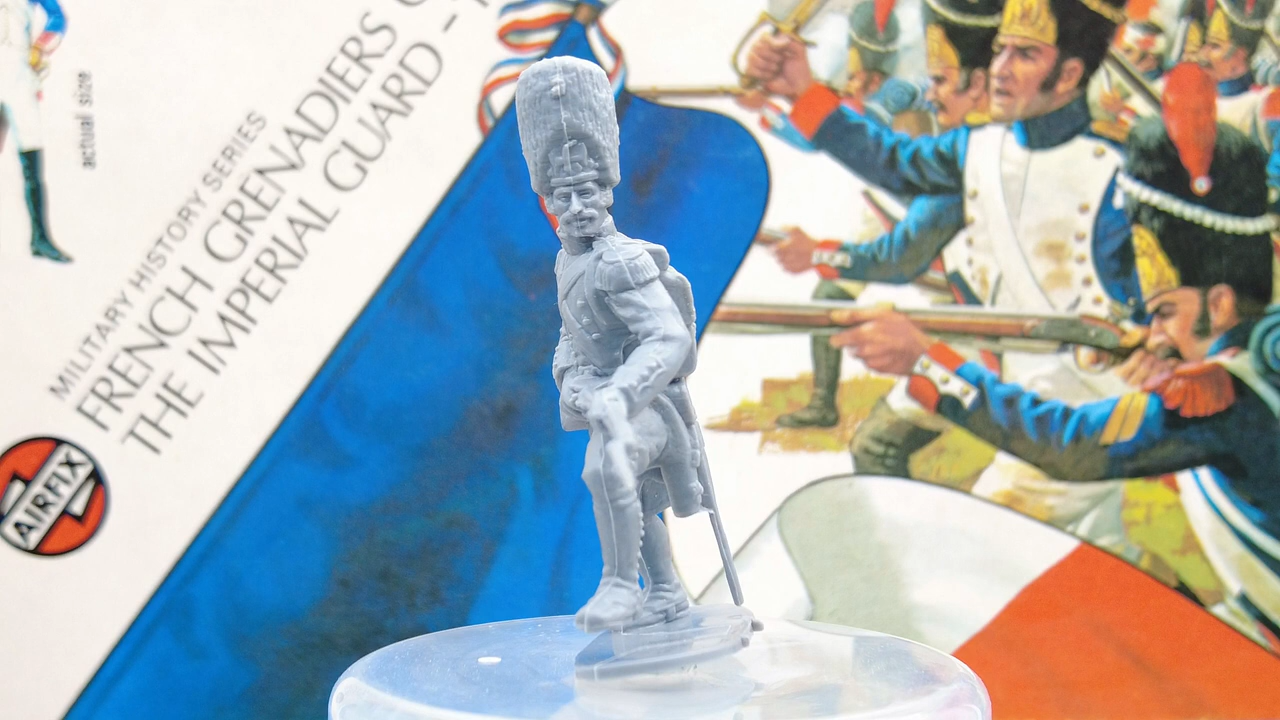 actual size
MILITARY HISTORY SERIES
FRENCH GRENADIERS
THE IMPERIAL GUARD -
AIRFIX